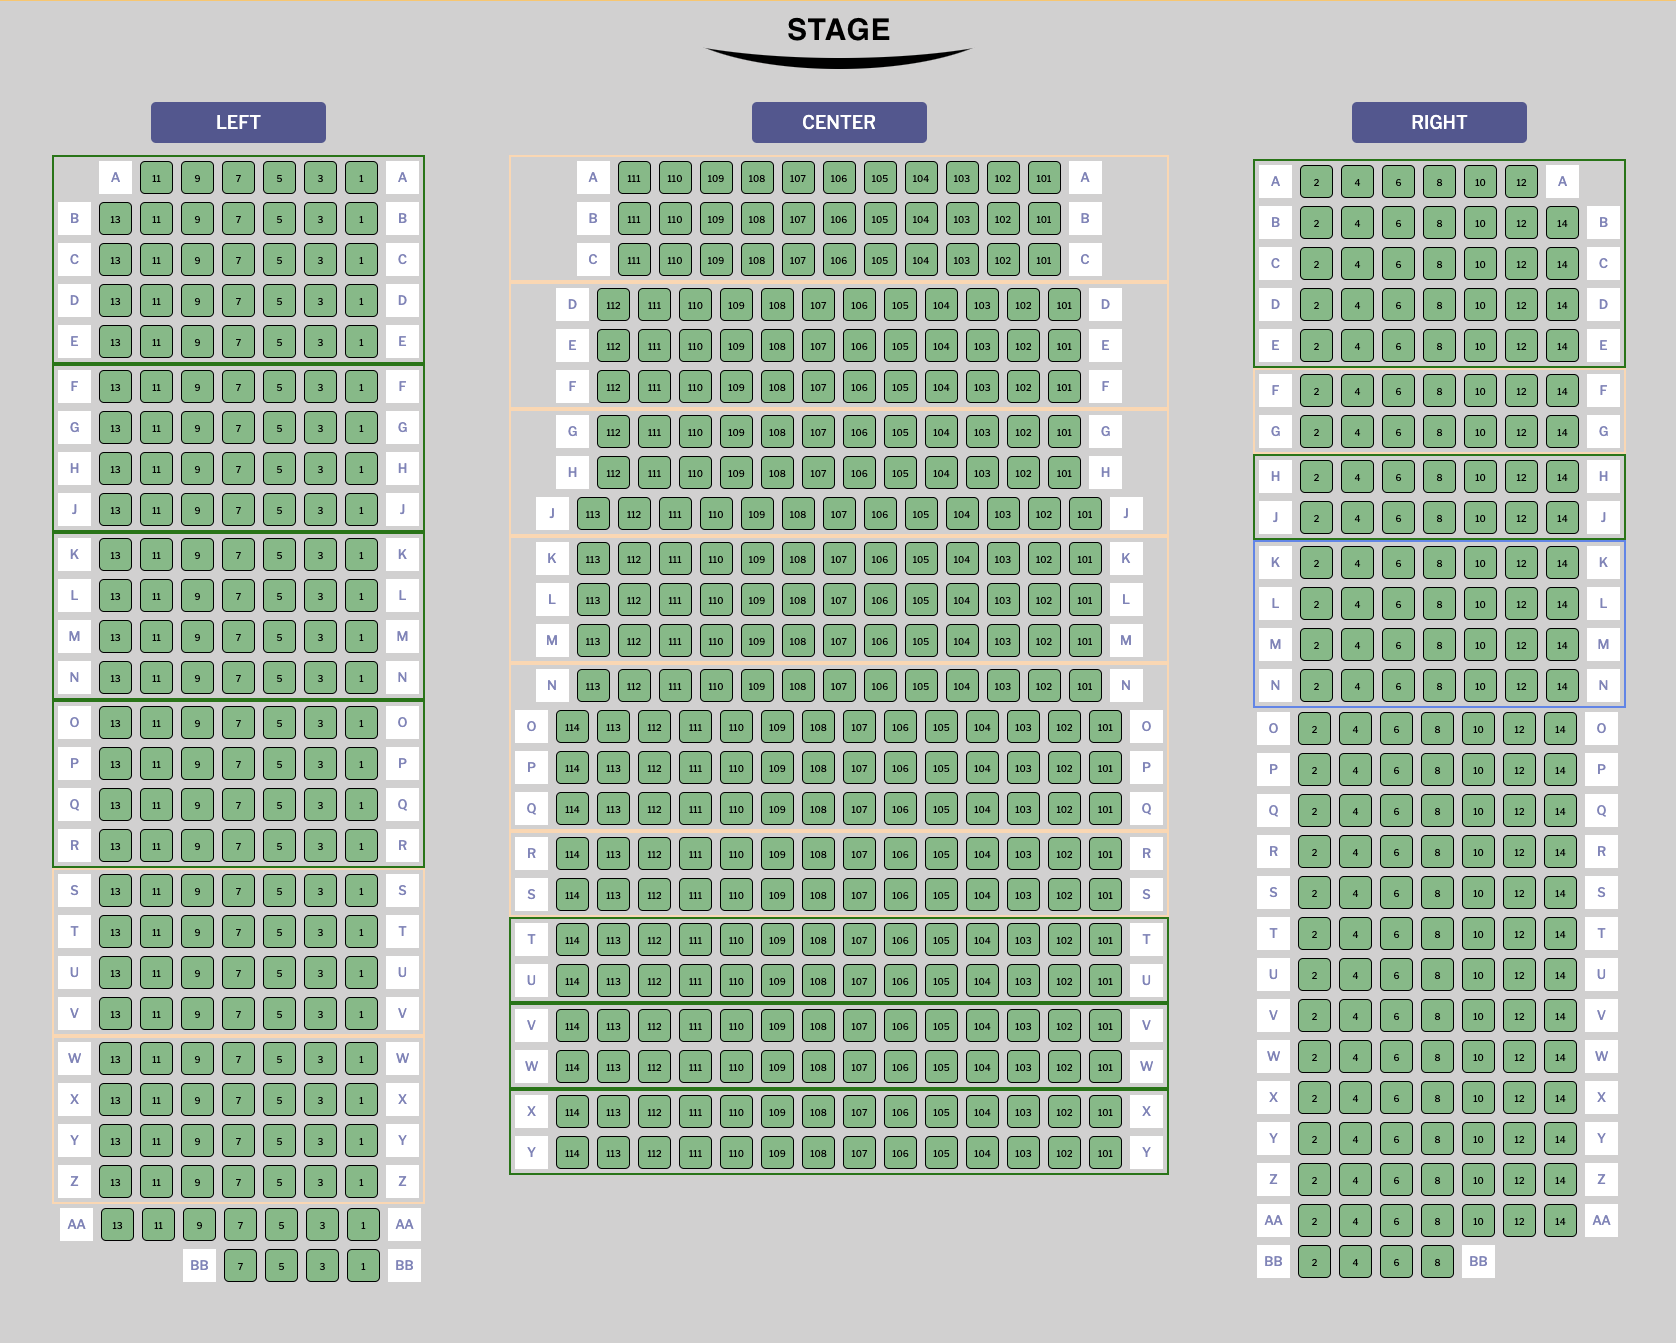 STAGE
LEFT
A 11 9 7 5 3 1 A
B 13 11 9 7 5 3 1 B
C 13 11 9 7 5 3 1 C
D 13 11 9 7 5 3 1 D
E 13 11 9 7 5 3 1 E
F 13 11 9 7 5 3 1 F
G 13 11 9 7 5 3 1 G
H 13 11 9 7 5 3 1 H
J 13 11 9 7 5 3 1 J
K 13 11 9 7 5 3 1 K
L 13 11 9 7 5 3 1 L
M 13 11 9 7 5 3 1 M
N 13 11 9 7 5 3 1 N
O 13 11 9 7 5 3 1 O
P 13 11 9 7 5 3 1 P
Q 13 11 9 7 5 3 1 Q
R 13 11 9 7 5 3 1 R
S 13 11 9 7 5 3 1 S
T 13 11 9 7 5 3 1 T
U 13 11 9 7 5 3 1 U
V 13 11 9 7 5 3 1 V
W 13 11 9 7 5 3 1 W
X 13 11 9 7 5 3 1 X
Y 13 11 9 7 5 3 1 Y
Z 13 11 9 7 5 3 1 Z
AA 13 11 9 7 5 3 1 AA
BB 7 5 3 1 BB
CENTER
A 111 110 109 108 107 106 105 104 103 102 101 A
B 111 110 109 108 107 106 105 104 103 102 101 B
C 111 110 109 108 107 106 105 104 103 102 101 C
D 112 111 110 109 108 107 106 105 104 103 102 101 D
E 112 111 110 109 108 107 106 105 104 103 102 101 E
F 112 111 110 109 108 107 106 105 104 103 102 101 F
G 112 111 110 109 108 107 106 105 104 103 102 101 G
H 112 111 110 109 108 107 106 105 104 103 102 101 H
J 113 112 111 110 109 108 107 106 105 104 103 102 101 J
K 113 112 111 110 109 108 107 106 105 104 103 102 101 K
L 113 112 111 110 109 108 107 106 105 104 103 102 101 L
M 113 112 111 110 109 108 107 106 105 104 103 102 101 M
N 113 112 111 110 109 108 107 106 105 104 103 102 101 N
O 114 113 112 111 110 109 108 107 106 105 104 103 102 101 O
P 114 113 112 111 110 109 108 107 106 105 104 103 102 101 P
Q 114 113 112 111 110 109 108 107 106 105 104 103 102 101 Q
R 114 113 112 111 110 109 108 107 106 105 104 103 102 101 R
S 114 113 112 111 110 109 108 107 106 105 104 103 102 101 S
T 114 113 112 111 110 109 108 107 106 105 104 103 102 101 T
U 114 113 112 111 110 109 108 107 106 105 104 103 102 101 U
V 114 113 112 111 110 109 108 107 106 105 104 103 102 101 V
W 114 113 112 111 110 109 108 107 106 105 104 103 102 101 W
X 114 113 112 111 110 109 108 107 106 105 104 103 102 101 X
Y 114 113 112 111 110 109 108 107 106 105 104 103 102 101 Y
RIGHT
A 2 4 6 8 10 12 A
B 2 4 6 8 10 12 14 B
C 2 4 6 8 10 12 14 C
D 2 4 6 8 10 12 14 D
E 2 4 6 8 10 12 14 E
F 2 4 6 8 10 12 14 F
G 2 4 6 8 10 12 14 G
H 2 4 6 8 10 12 14 H
J 2 4 6 8 10 12 14 J
K 2 4 6 8 10 12 14 K
L 2 4 6 8 10 12 14 L
M 2 4 6 8 10 12 14 M
N 2 4 6 8 10 12 14 N
O 2 4 6 8 10 12 14 O
P 2 4 6 8 10 12 14 P
Q 2 4 6 8 10 12 14 Q
R 2 4 6 8 10 12 14 R
S 2 4 6 8 10 12 14 S
T 2 4 6 8 10 12 14 T
U 2 4 6 8 10 12 14 U
V 2 4 6 8 10 12 14 V
W 2 4 6 8 10 12 14 W
X 2 4 6 8 10 12 14 X
Y 2 4 6 8 10 12 14 Y
Z 2 4 6 8 10 12 14 Z
AA 2 4 6 8 10 12 14 AA
BB 2 4 6 8 BB